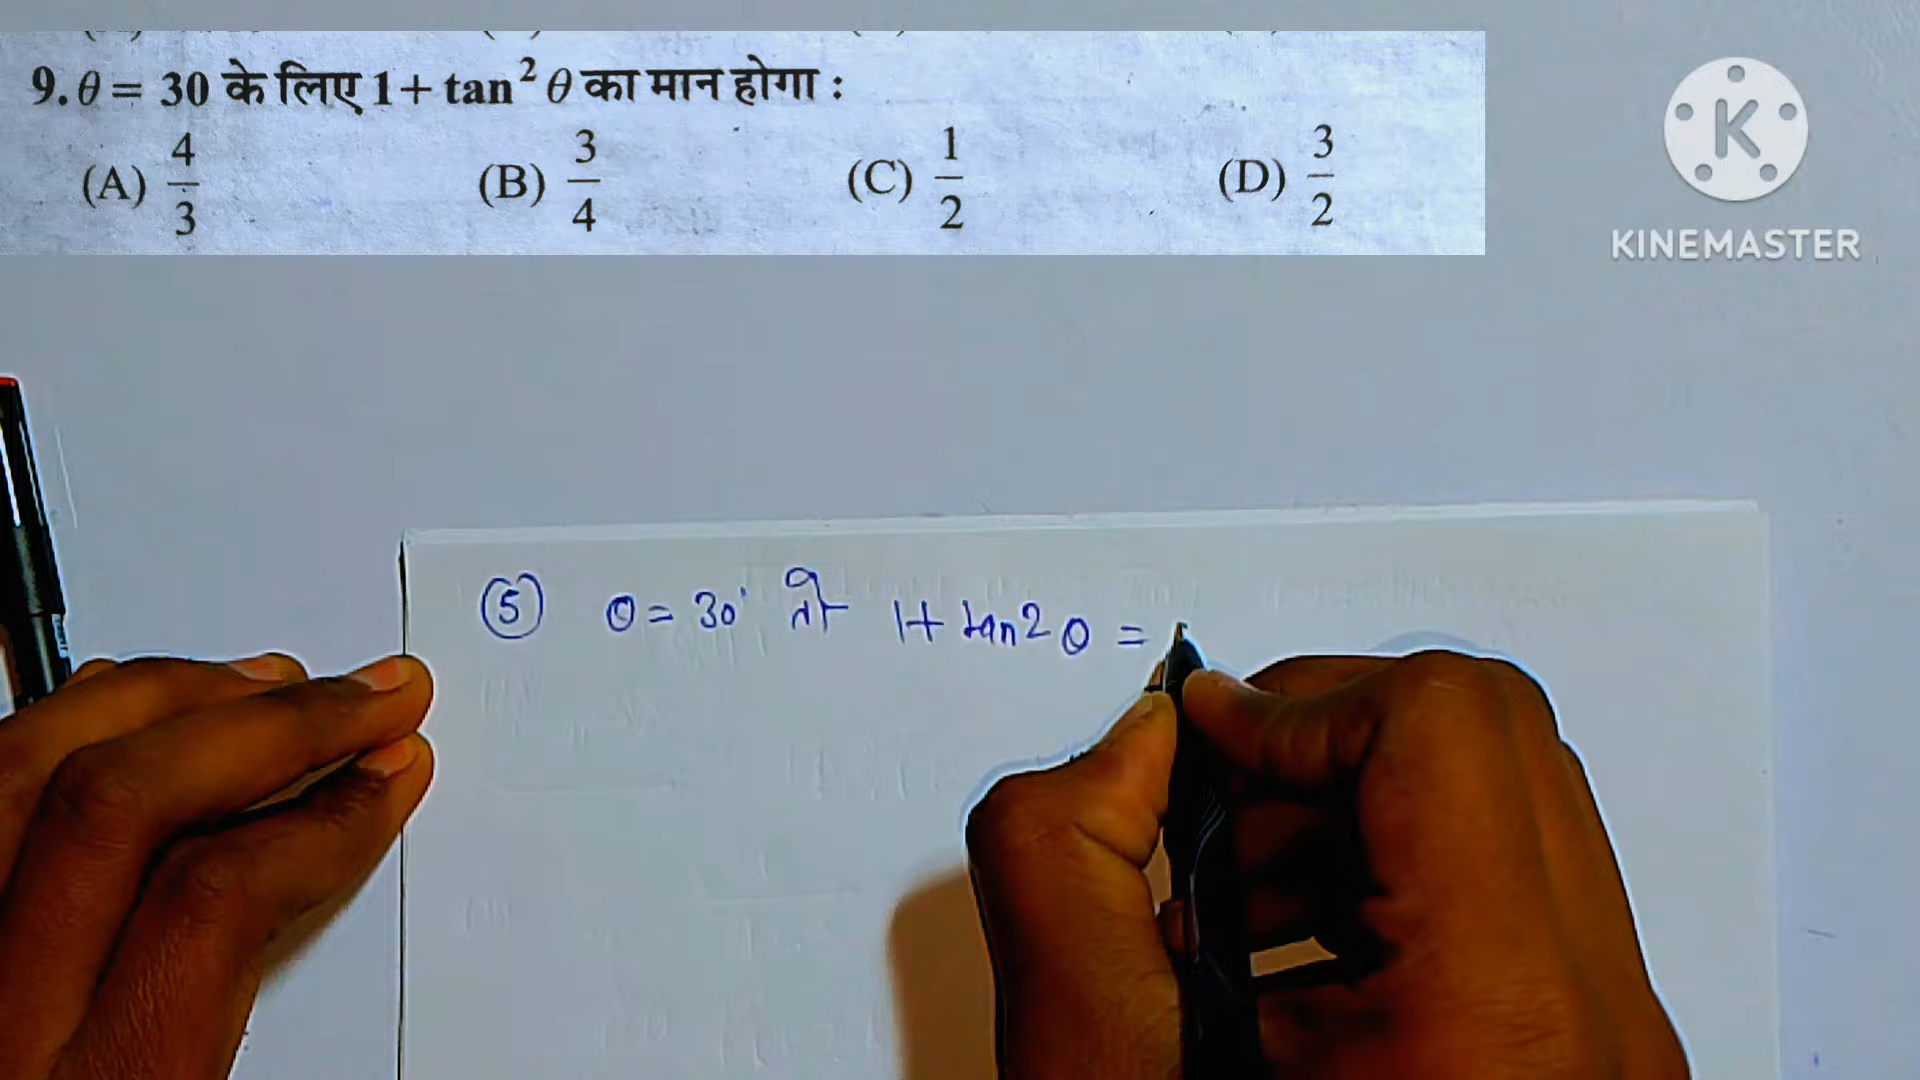 9. θ = 30 के लिए 1 + tan² θ का मान होगा :
(A) 4/3 (B) 3/4 (C) 1/2 (D) 3/2
KINEMASTER
⑤ θ = 30° तो 1 + tan2 θ =